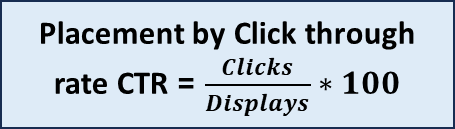 Placement by Click through
rate CTR = Clicks/Displays * 100